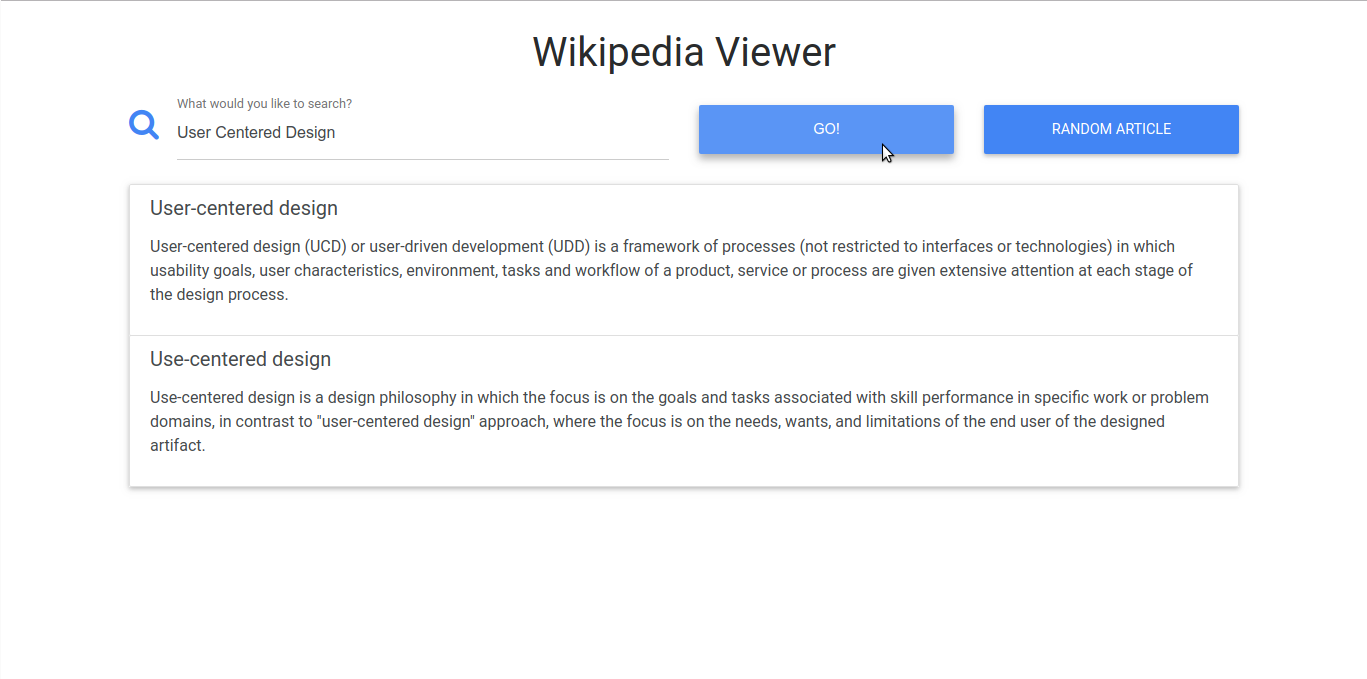 Wikipedia Viewer
What would you like to search?
User Centered Design
GO!
RANDOM ARTICLE
User-centered design
User-centered design (UCD) or user-driven development (UDD) is a framework of processes (not restricted to interfaces or technologies) in which
usability goals, user characteristics, environment, tasks and workflow of a product, service or process are given extensive attention at each stage of
the design process.
Use-centered design
Use-centered design is a design philosophy in which the focus is on the goals and tasks associated with skill performance in specific work or problem
domains, in contrast to "user-centered design" approach, where the focus is on the needs, wants, and limitations of the end user of the designed
artifact.